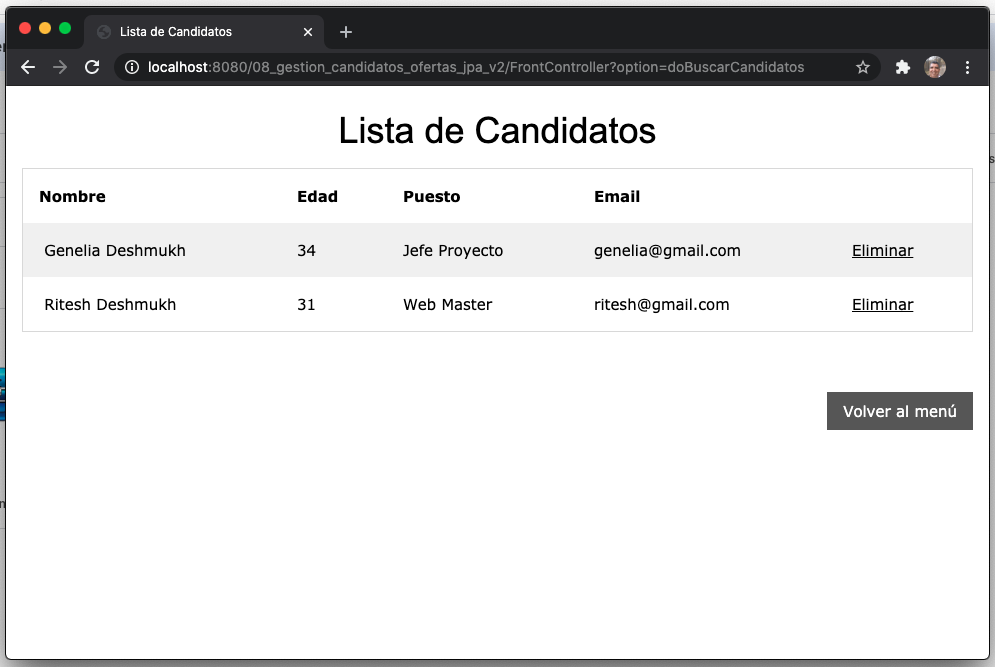 Lista de Candidatos
localhost:8080/08_gestion_candidatos_ofertas_jpa_v2/FrontController?option=doBuscarCandidatos
Lista de Candidatos
Nombre Edad Puesto Email
Genelia Deshmukh 34 Jefe Proyecto genelia@gmail.com Eliminar
Ritesh Deshmukh 31 Web Master ritesh@gmail.com Eliminar
Volver al menú